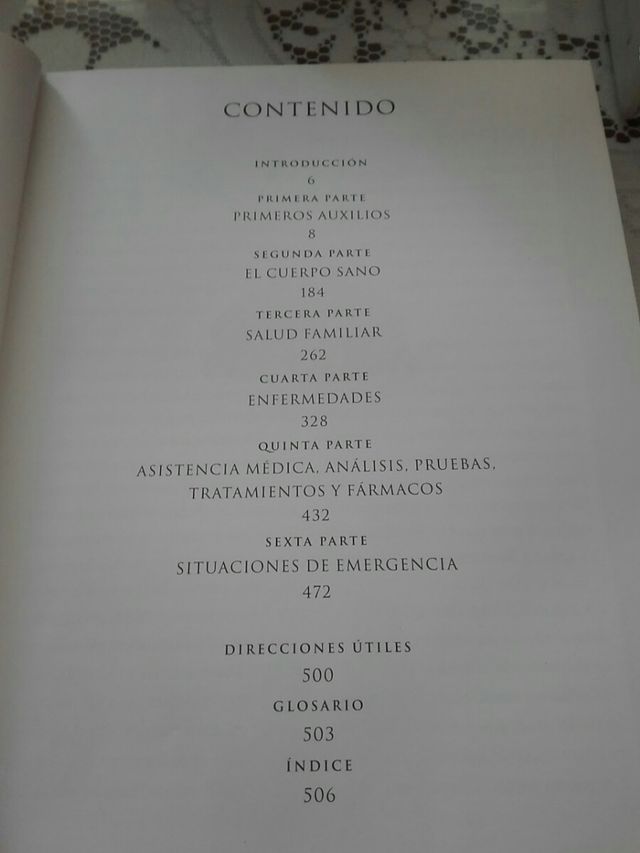 CONTENIDO
INTRODUCCIÓN
6
PRIMERA PARTE
PRIMEROS AUXILIOS
8
SEGUNDA PARTE
EL CUERPO SANO
184
TERCERA PARTE
SALUD FAMILIAR
262
CUARTA PARTE
ENFERMEDADES
328
QUINTA PARTE
ASISTENCIA MÉDICA, ANÁLISIS, PRUEBAS,
TRATAMIENTOS Y FÁRMACOS
432
SEXTA PARTE
SITUACIONES DE EMERGENCIA
472
DIRECCIONES ÚTILES
500
GLOSARIO
503
ÍNDICE
506